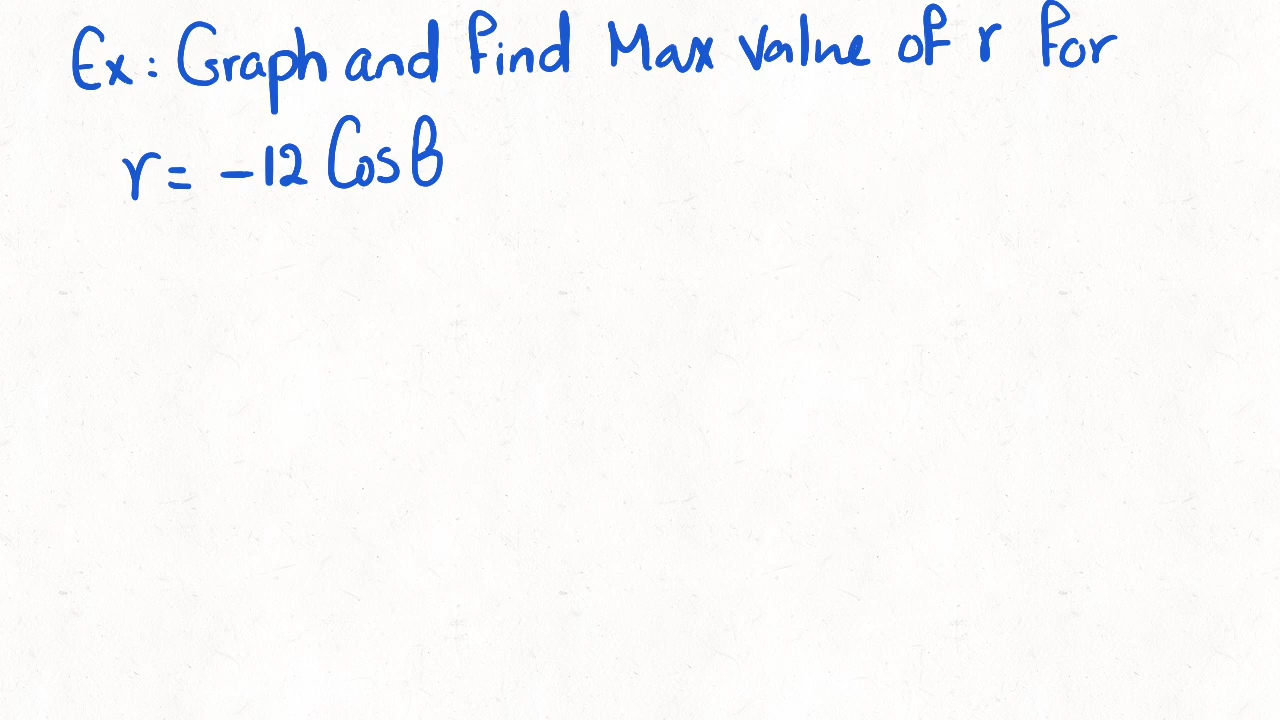 Ex: Graph and find Max value of r for
r = -12 Cos θ